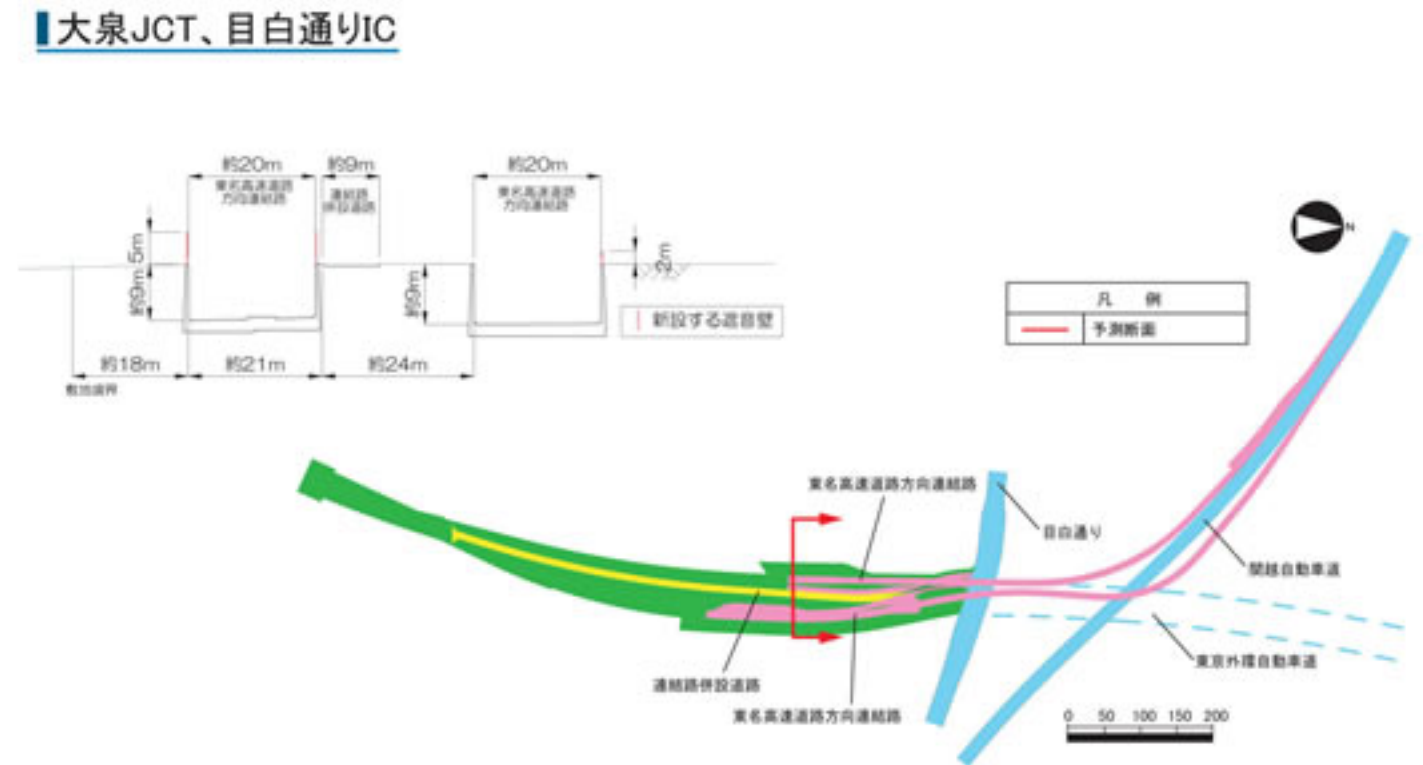 大泉JCT、目白通りIC
約20m
約9m
約20m
東名高速道路
方向連結路
連結路
併設道路
東名高速道路
方向連結路
5m
2m
約9m
約9m
新設する遮音壁
約18m
約21m
約24m
敷地境界
N
凡 例
予測断面
東名高速道路方向連結路
目白通り
関越自動車道
東京外環自動車道
連結路併設道路
東名高速道路方向連結路
0 50 100 150 200